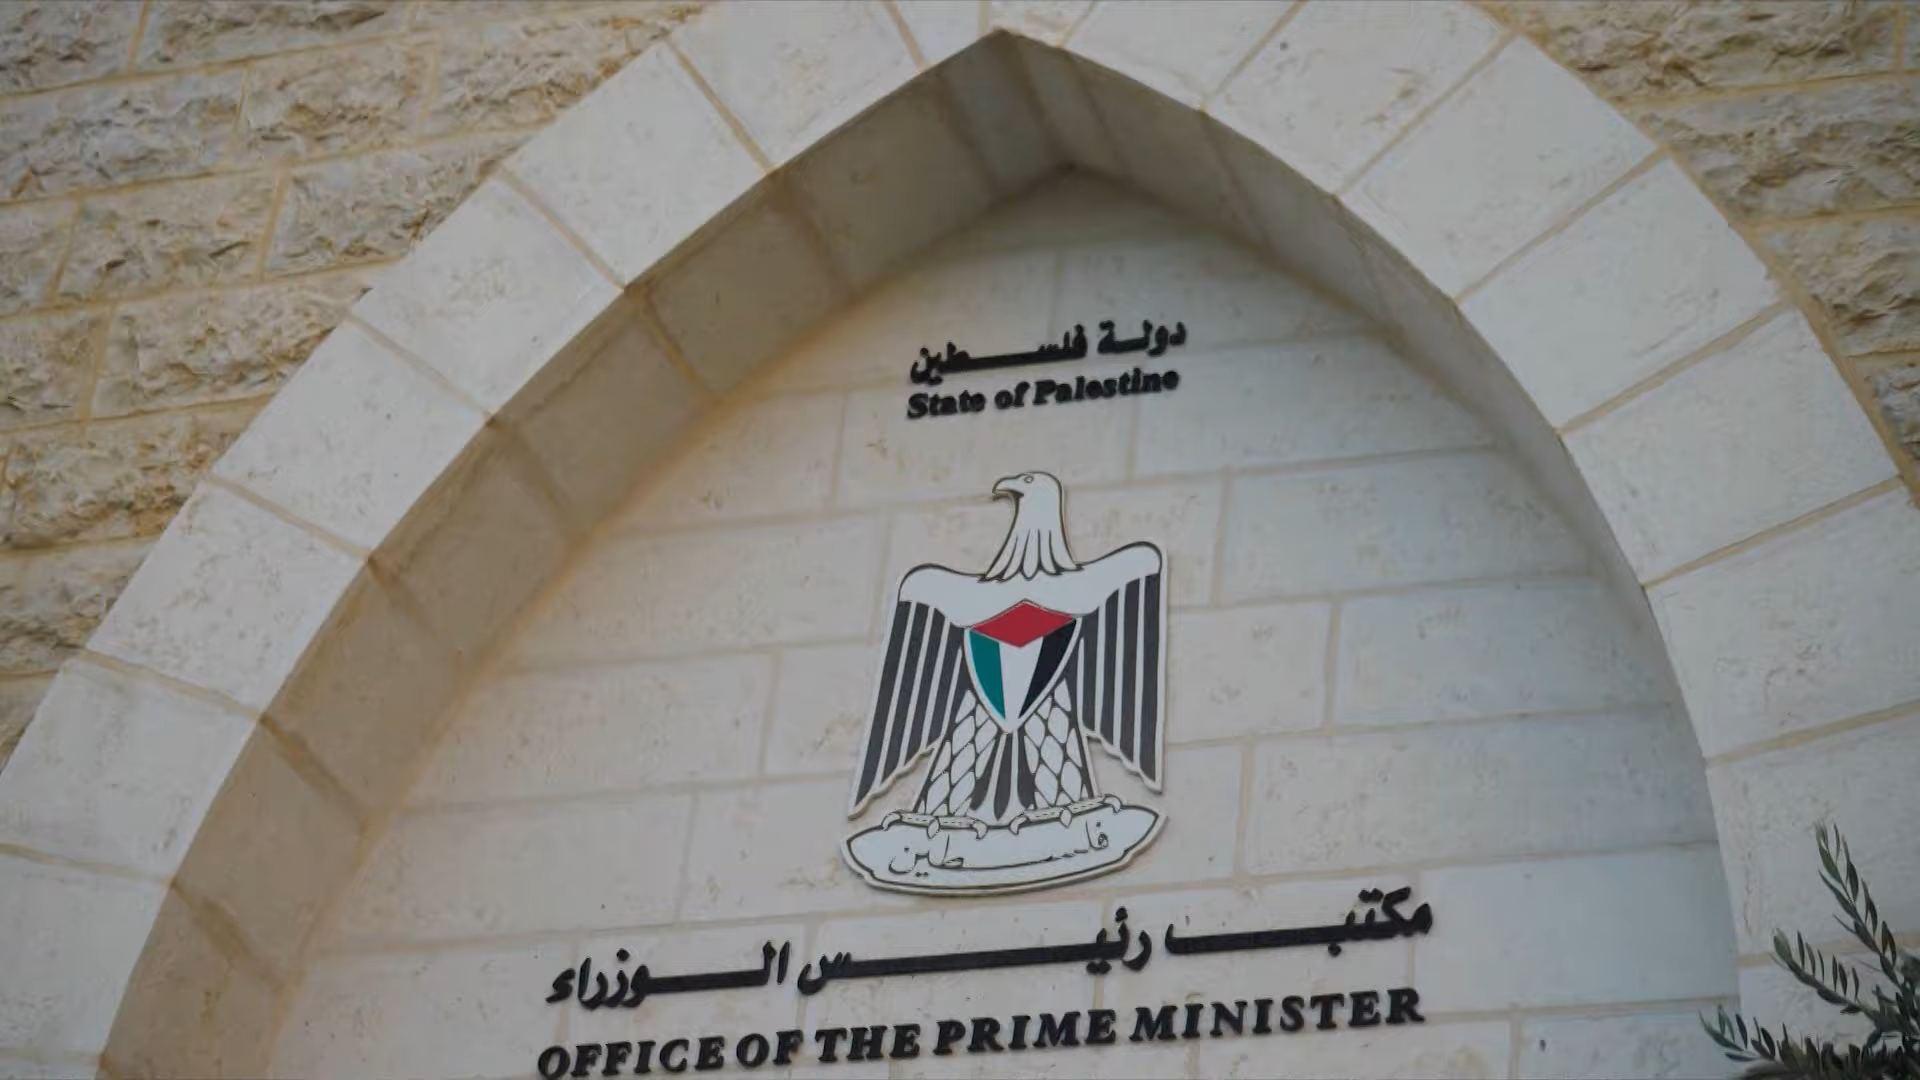 دولة فلسطين
State of Palestine
فلسطين
مكتب رئيس الوزراء
OFFICE OF THE PRIME MINISTER